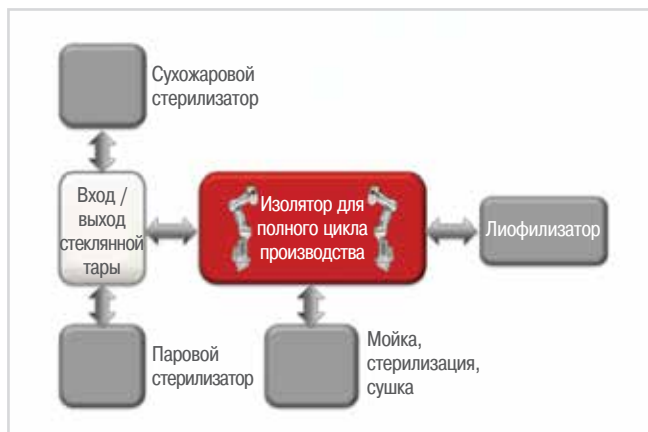 Сухожаровой
стерилизатор
Вход /
выход
стеклянной
тары
Изолятор для
полного цикла
производства
Лиофилизатор
Паровой
стерилизатор
Мойка,
стерилизация,
сушка